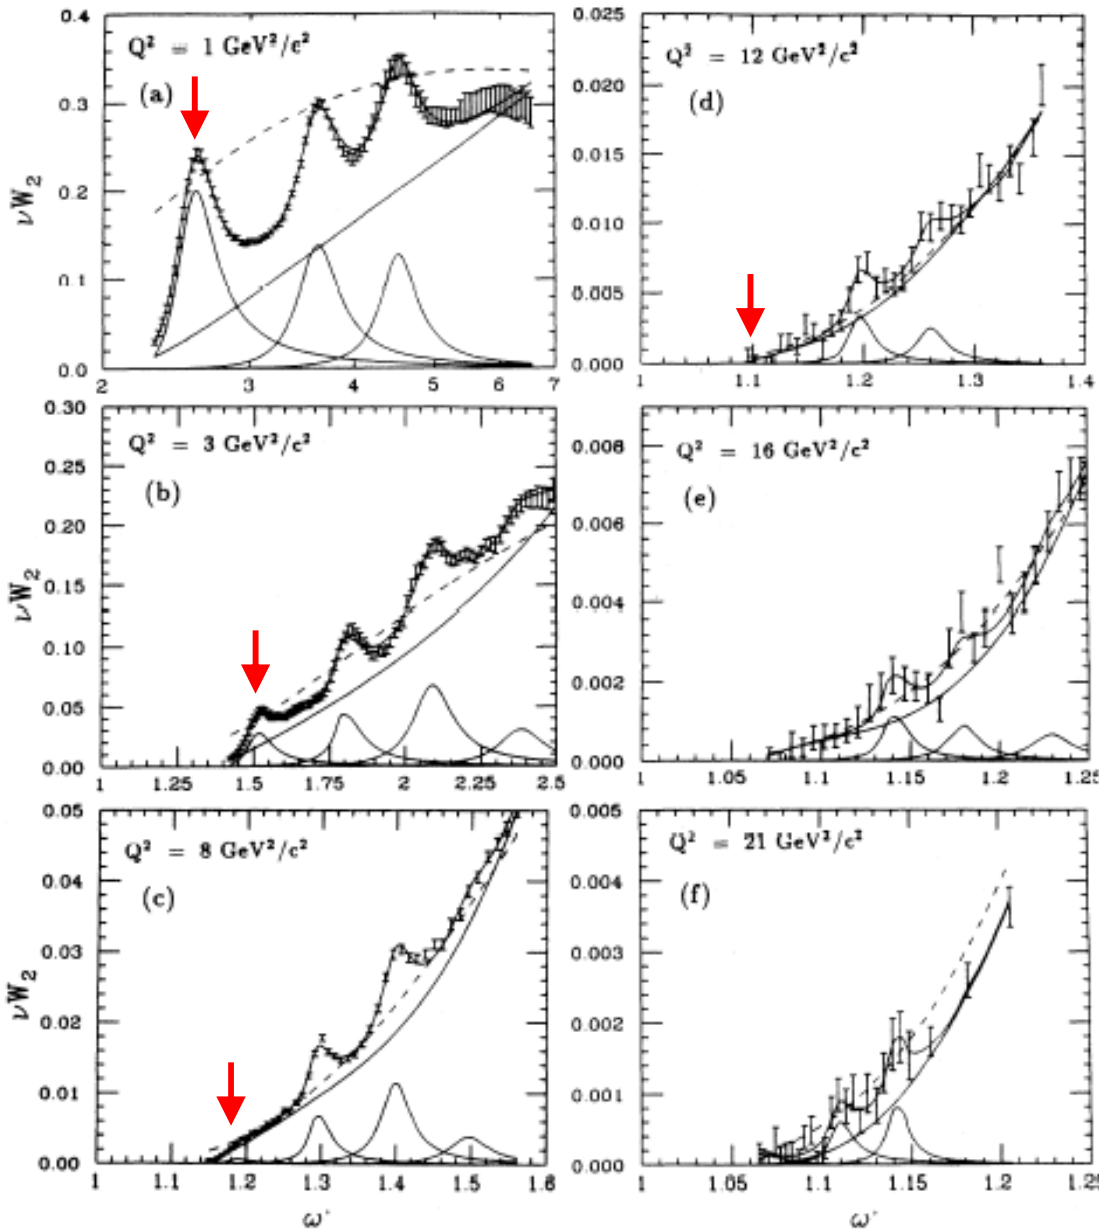 0.4
Q² = 1 GeV²/c²
(a)
0.3
νW₂
0.2
0.1
0.0
2 3 4 5 6 7
0.30
Q² = 3 GeV²/c²
0.25
(b)
0.20
νW₂
0.15
0.10
0.05
0.00
1 1.25 1.5 1.75 2 2.25 2.5
0.05
Q² = 8 GeV²/c²
0.04
(c)
0.03
νW₂
0.02
0.01
0.00
1 1.1 1.2 1.3 1.4 1.5 1.6
ω'
0.025
Q² = 12 GeV²/c²
0.020
(d)
0.015
0.010
0.005
0.000
1 1.1 1.2 1.3 1.4
0.008
Q² = 16 GeV²/c²
(e)
0.006
0.004
0.002
0.000
1 1.05 1.1 1.15 1.2 1.25
0.005
Q² = 21 GeV²/c²
0.004
(f)
0.003
0.002
0.001
0.000
1 1.05 1.1 1.15 1.2 1.25
ω'